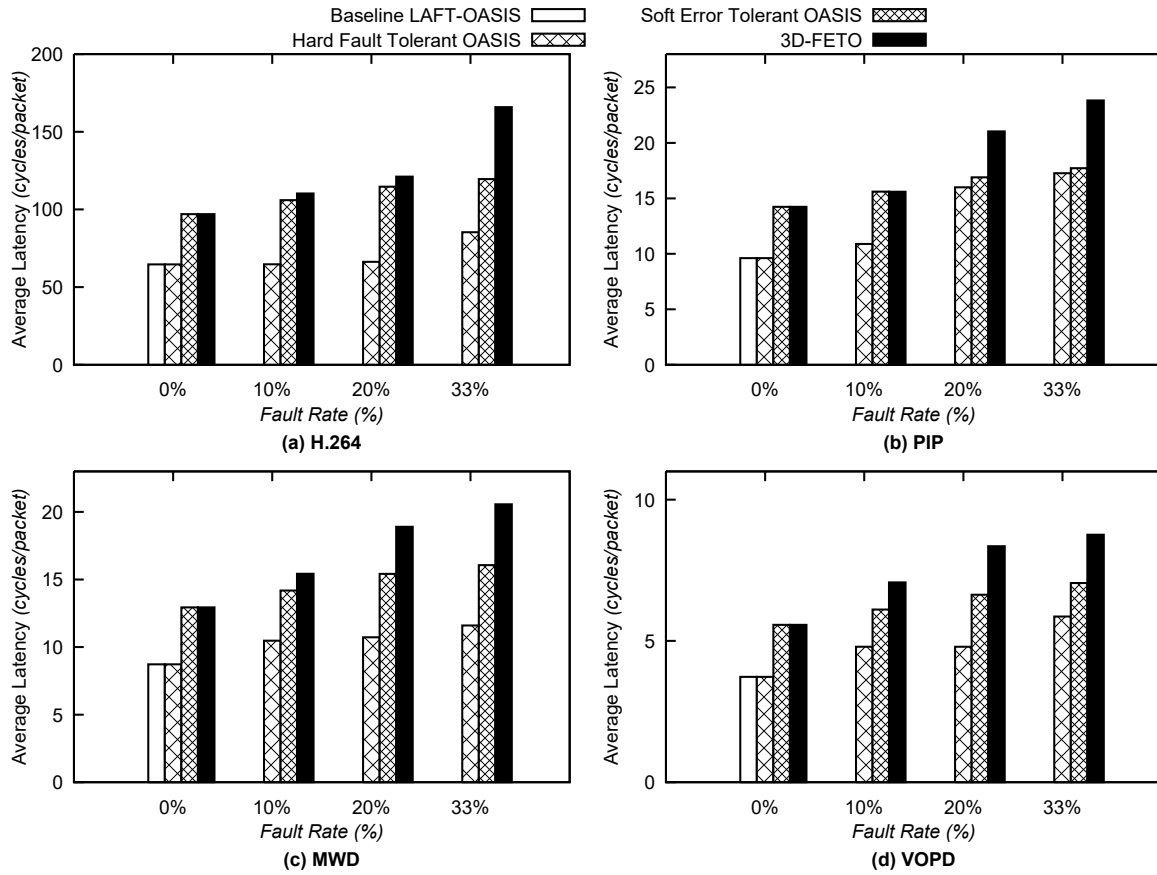 Baseline LAFT-OASIS
Hard Fault Tolerant OASIS
Soft Error Tolerant OASIS
3D-FETO
Average Latency (cycles/packet)
200
150
100
50
0
0% 10% 20% 33%
Fault Rate (%)
(a) H.264
Average Latency (cycles/packet)
25
20
15
10
5
0
0% 10% 20% 33%
Fault Rate (%)
(b) PIP
Average Latency (cycles/packet)
20
15
10
5
0
0% 10% 20% 33%
Fault Rate (%)
(c) MWD
Average Latency (cycles/packet)
10
5
0
0% 10% 20% 33%
Fault Rate (%)
(d) VOPD